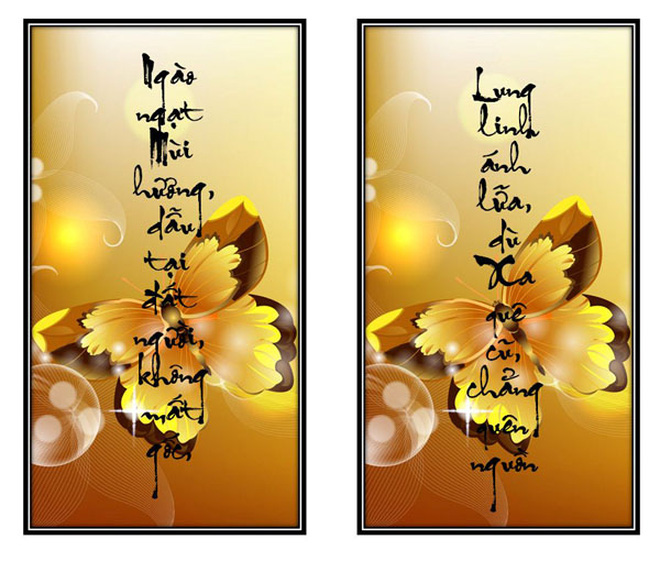 Ngào
ngạt
Mùi
hương,
dẫu
tại
đất
người,
không
mất
gốc,
Lung
linh
ánh
lữa,
dù
Xa
quê
cũ,
chẳng
quên
nguồn